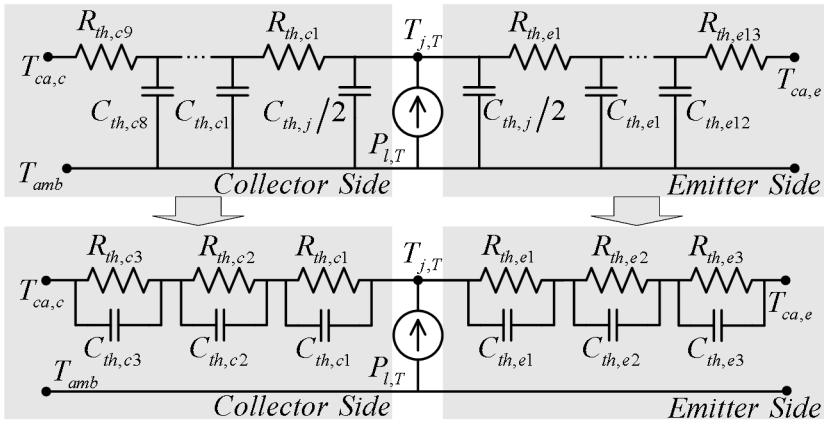 R_{th,c9} R_{th,c1} T_{j,T} R_{th,e1} R_{th,e13}
T_{ca,c} ... ... T_{ca,e}
C_{th,c8} C_{th,c1} C_{th,j}/2 C_{th,j}/2 C_{th,e1} C_{th,e12}
P_{l,T}
T_{amb}
Collector Side Emitter Side
R_{th,c3} R_{th,c2} R_{th,c1} T_{j,T} R_{th,e1} R_{th,e2} R_{th,e3}
T_{ca,c} T_{ca,e}
C_{th,c3} C_{th,c2} C_{th,c1} C_{th,e1} C_{th,e2} C_{th,e3}
T_{amb} P_{l,T}
Collector Side Emitter Side